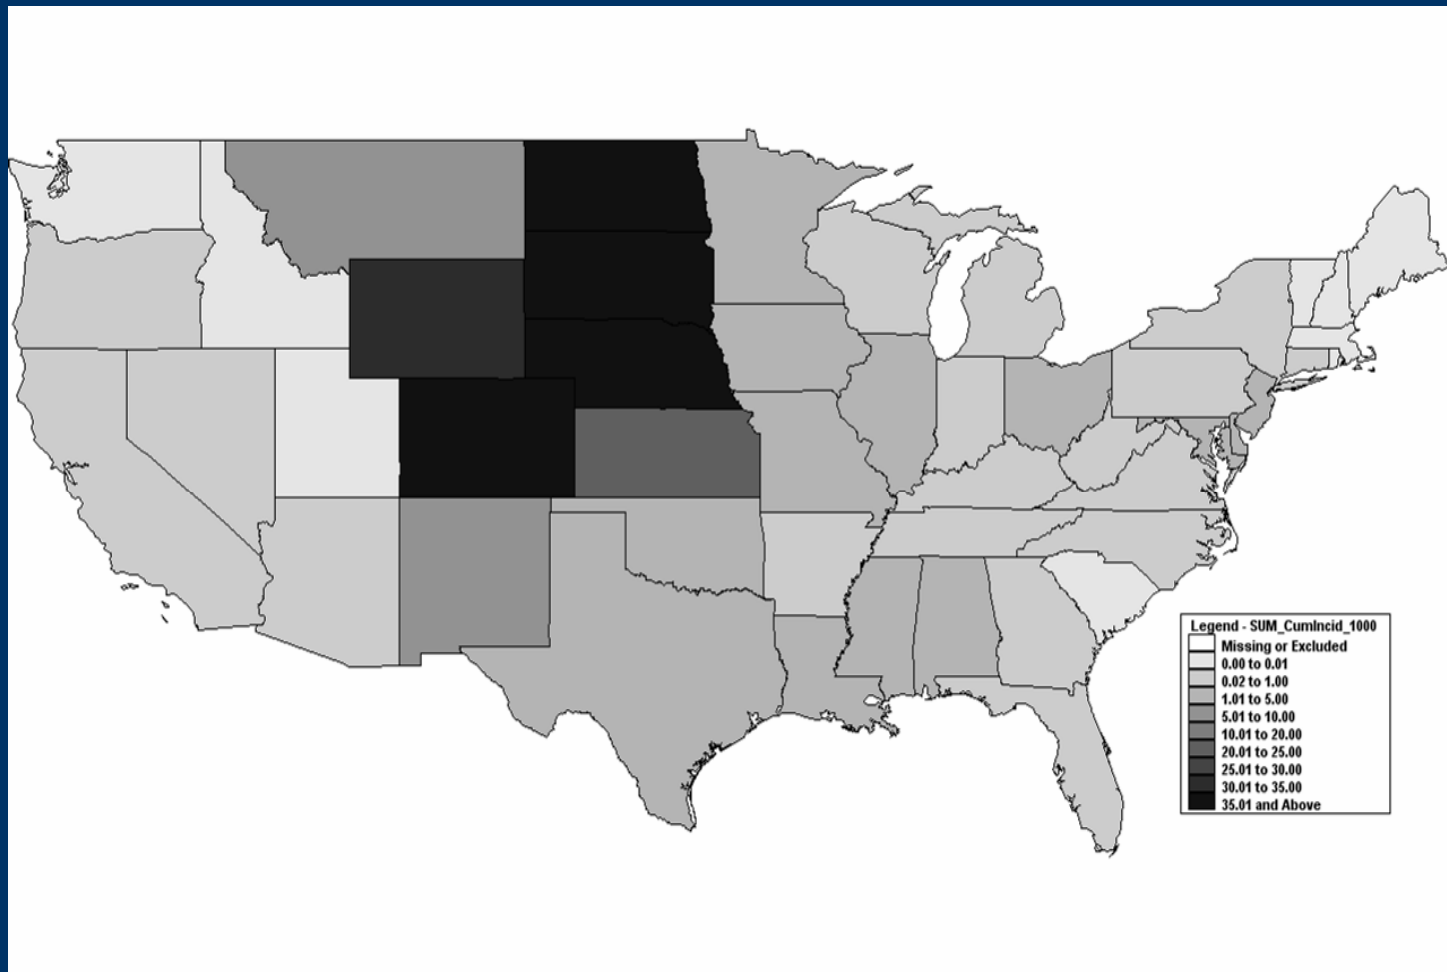 Legend - SUM_CumIncid_1000
Missing or Excluded
0.00 to 0.01
0.02 to 1.00
1.01 to 5.00
5.01 to 10.00
10.01 to 20.00
20.01 to 25.00
25.01 to 30.00
30.01 to 35.00
35.01 and Above